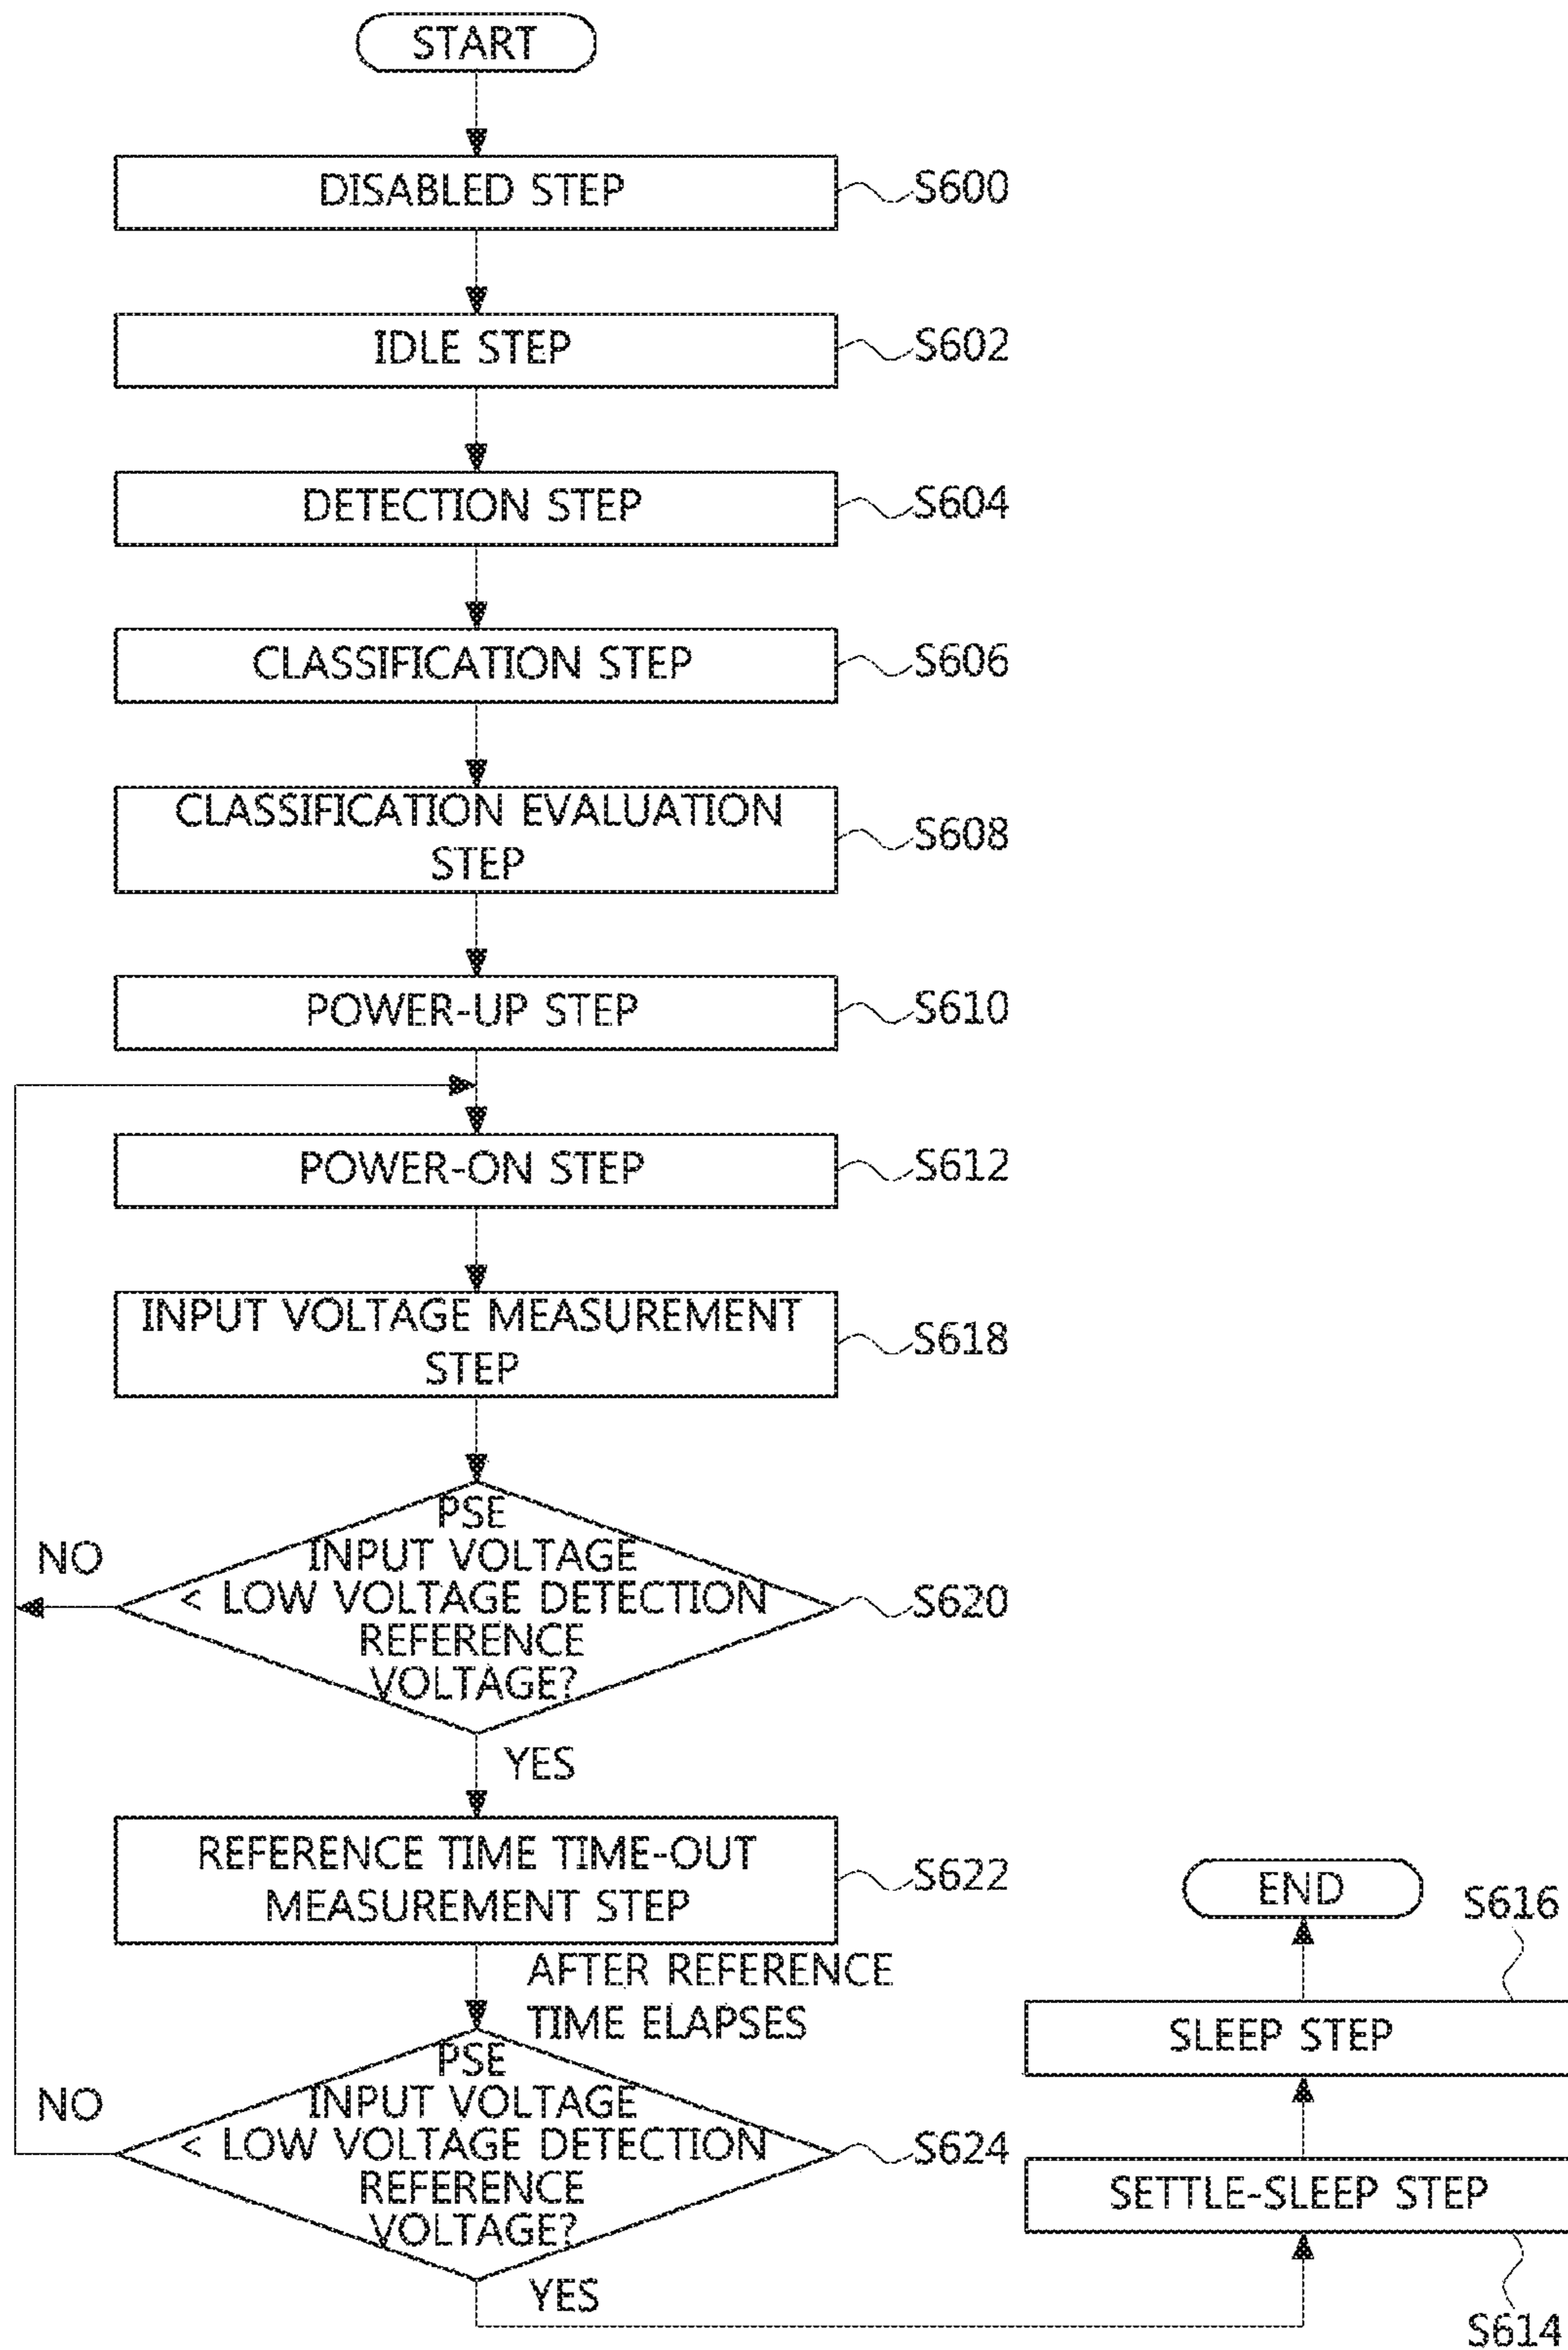 START
DISABLED STEP
S600
IDLE STEP
S602
DETECTION STEP
S604
CLASSIFICATION STEP
S606
CLASSIFICATION EVALUATION
STEP
S608
POWER-UP STEP
S610
POWER-ON STEP
S612
INPUT VOLTAGE MEASUREMENT
STEP
S618
PSE
INPUT VOLTAGE
< LOW VOLTAGE DETECTION
REFERENCE
VOLTAGE?
S620
NO
YES
REFERENCE TIME TIME-OUT
MEASUREMENT STEP
S622
AFTER REFERENCE
TIME ELAPSES
PSE
INPUT VOLTAGE
< LOW VOLTAGE DETECTION
REFERENCE
VOLTAGE?
S624
NO
YES
END
S616
SLEEP STEP
SETTLE-SLEEP STEP
S614